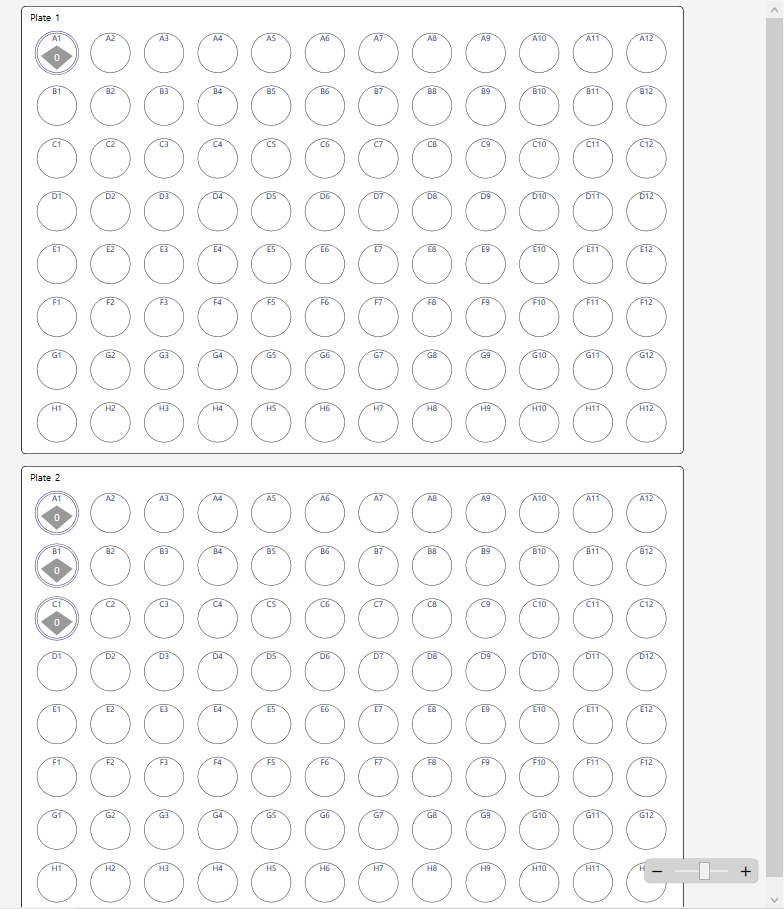 Plate 1
A1 A2 A3 A4 A5 A6 A7 A8 A9 A10 A11 A12
0
B1 B2 B3 B4 B5 B6 B7 B8 B9 B10 B11 B12
C1 C2 C3 C4 C5 C6 C7 C8 C9 C10 C11 C12
D1 D2 D3 D4 D5 D6 D7 D8 D9 D10 D11 D12
E1 E2 E3 E4 E5 E6 E7 E8 E9 E10 E11 E12
F1 F2 F3 F4 F5 F6 F7 F8 F9 F10 F11 F12
G1 G2 G3 G4 G5 G6 G7 G8 G9 G10 G11 G12
H1 H2 H3 H4 H5 H6 H7 H8 H9 H10 H11 H12
Plate 2
A1 A2 A3 A4 A5 A6 A7 A8 A9 A10 A11 A12
0
B1 B2 B3 B4 B5 B6 B7 B8 B9 B10 B11 B12
0
C1 C2 C3 C4 C5 C6 C7 C8 C9 C10 C11 C12
0
D1 D2 D3 D4 D5 D6 D7 D8 D9 D10 D11 D12
E1 E2 E3 E4 E5 E6 E7 E8 E9 E10 E11 E12
F1 F2 F3 F4 F5 F6 F7 F8 F9 F10 F11 F12
G1 G2 G3 G4 G5 G6 G7 G8 G9 G10 G11 G12
H1 H2 H3 H4 H5 H6 H7 H8 H9 H10 H11